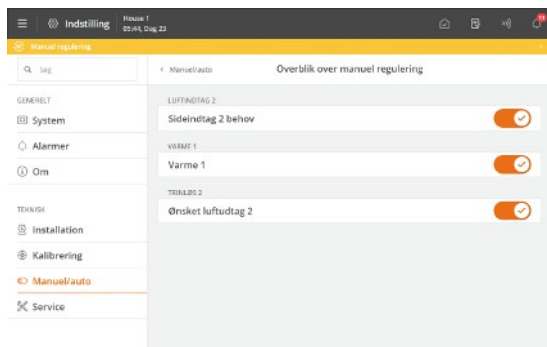 Indstilling
House 1
05:44, Dag 23
11
Manuel regulering
Søg
Manuel/auto
Overblik over manuel regulering
GENERELT
System
Alarmer
Om
TEKNISK
Installation
Kalibrering
Manuel/auto
Service
LUFTINDTAG 2
Sideindtag 2 behov
VARME 1
Varme 1
TRINLØS 2
Ønsket luftudtag 2